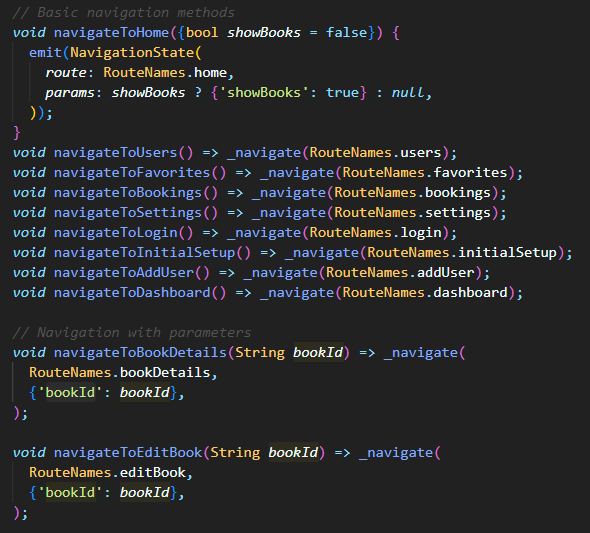 // Basic navigation methods
void navigateToHome({bool showBooks = false}) {
  emit(NavigationState(
    route: RouteNames.home,
    params: showBooks ? {'showBooks': true} : null,
  ));
}
void navigateToUsers() => _navigate(RouteNames.users);
void navigateToFavorites() => _navigate(RouteNames.favorites);
void navigateToBookings() => _navigate(RouteNames.bookings);
void navigateToSettings() => _navigate(RouteNames.settings);
void navigateToLogin() => _navigate(RouteNames.login);
void navigateToInitialSetup() => _navigate(RouteNames.initialSetup);
void navigateToAddUser() => _navigate(RouteNames.addUser);
void navigateToDashboard() => _navigate(RouteNames.dashboard);

// Navigation with parameters
void navigateToBookDetails(String bookId) => _navigate(
  RouteNames.bookDetails,
  {'bookId': bookId},
);

void navigateToEditBook(String bookId) => _navigate(
  RouteNames.editBook,
  {'bookId': bookId},
);